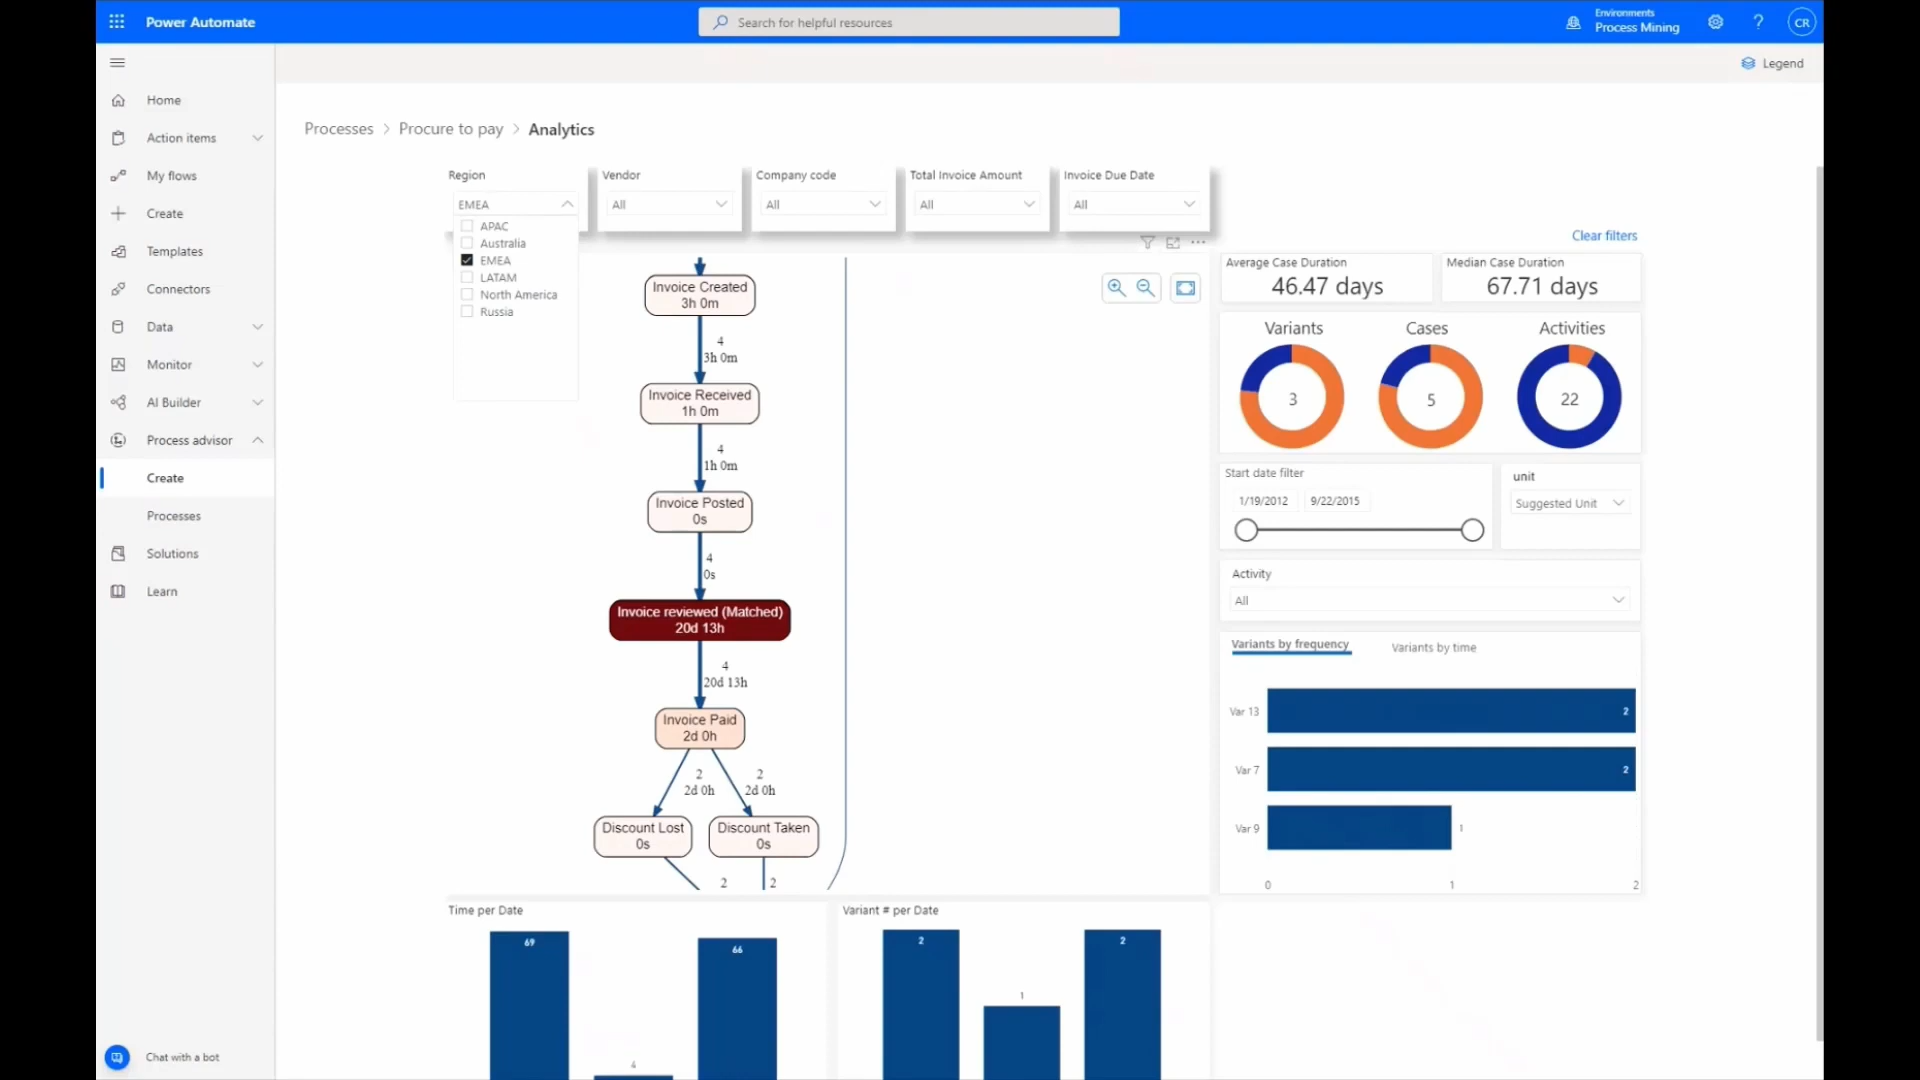 Power Automate
Search for helpful resources
Environments
Process Mining
?
CR
Legend
Home
Action items
My flows
Create
Templates
Connectors
Data
Monitor
AI Builder
Process advisor
Create
Processes
Solutions
Learn
Chat with a bot
Processes > Procure to pay > Analytics
Region
EMEA
APAC
Australia
EMEA
LATAM
North America
Russia
Vendor
All
Company code
All
Total Invoice Amount
All
Invoice Due Date
All
Clear filters
Invoice Created
3h 0m
4
3h 0m
Invoice Received
1h 0m
4
1h 0m
Invoice Posted
0s
4
0s
Invoice reviewed (Matched)
20d 13h
4
20d 13h
Invoice Paid
2d 0h
2
2d 0h
2
2d 0h
Discount Lost
0s
Discount Taken
0s
2
2
Average Case Duration
46.47 days
Median Case Duration
67.71 days
Variants
3
Cases
5
Activities
22
Start date filter
1/19/2012
9/22/2015
unit
Suggested Unit
Activity
All
Variants by frequency
Variants by time
Var 13
2
Var 7
2
Var 9
1
0
1
2
Time per Date
69
4
66
Variant # per Date
2
1
2